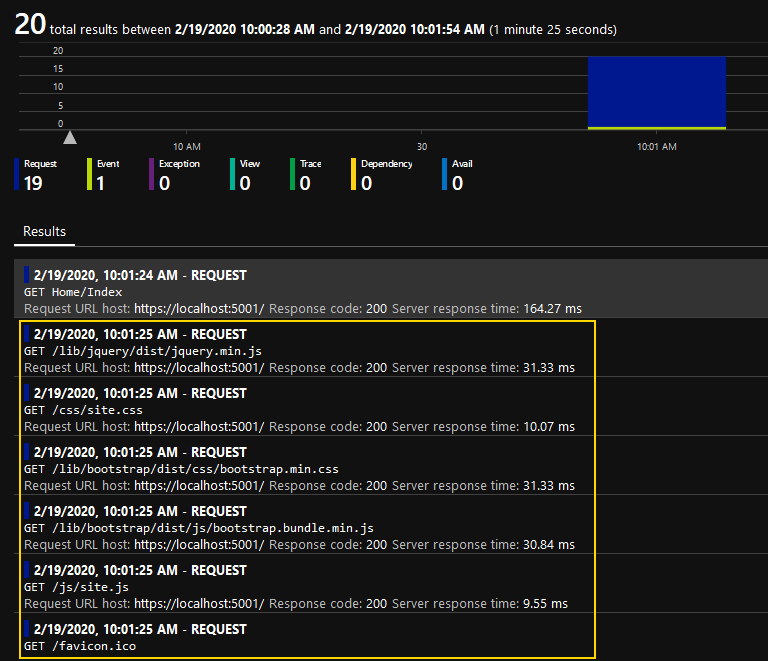 20 total results between 2/19/2020 10:00:28 AM and 2/19/2020 10:01:54 AM (1 minute 25 seconds)
20
15
10
5
0
10 AM 30 10:01 AM
Request Event Exception View Trace Dependency Avail
19 1 0 0 0 0 0
Results
2/19/2020, 10:01:24 AM - REQUEST
GET Home/Index
Request URL host: https://localhost:5001/ Response code: 200 Server response time: 164.27 ms
2/19/2020, 10:01:25 AM - REQUEST
GET /lib/jquery/dist/jquery.min.js
Request URL host: https://localhost:5001/ Response code: 200 Server response time: 31.33 ms
2/19/2020, 10:01:25 AM - REQUEST
GET /css/site.css
Request URL host: https://localhost:5001/ Response code: 200 Server response time: 10.07 ms
2/19/2020, 10:01:25 AM - REQUEST
GET /lib/bootstrap/dist/css/bootstrap.min.css
Request URL host: https://localhost:5001/ Response code: 200 Server response time: 31.33 ms
2/19/2020, 10:01:25 AM - REQUEST
GET /lib/bootstrap/dist/js/bootstrap.bundle.min.js
Request URL host: https://localhost:5001/ Response code: 200 Server response time: 30.84 ms
2/19/2020, 10:01:25 AM - REQUEST
GET /js/site.js
Request URL host: https://localhost:5001/ Response code: 200 Server response time: 9.55 ms
2/19/2020, 10:01:25 AM - REQUEST
GET /favicon.ico